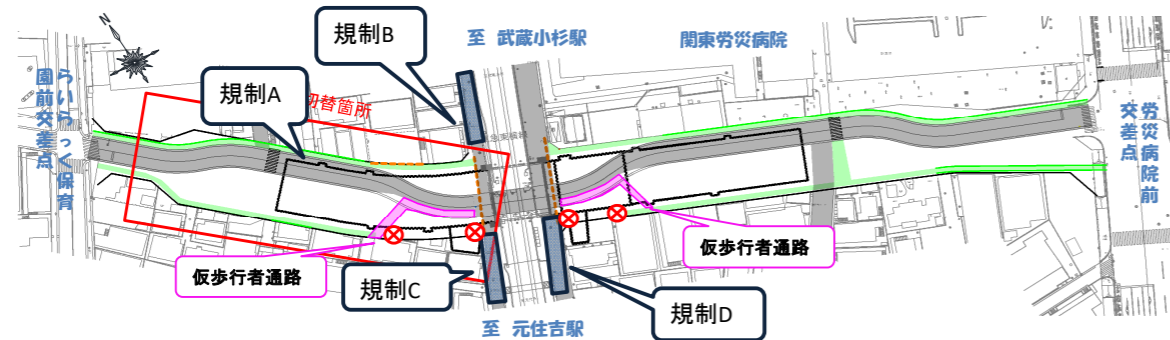 N
至 武蔵小杉駅
関東労災病院
規制B
規制A
切替箇所
らいらっく保育
園前交差点
労災病院前
交差点
仮歩行者通路
仮歩行者通路
規制C
規制D
至 元住吉駅